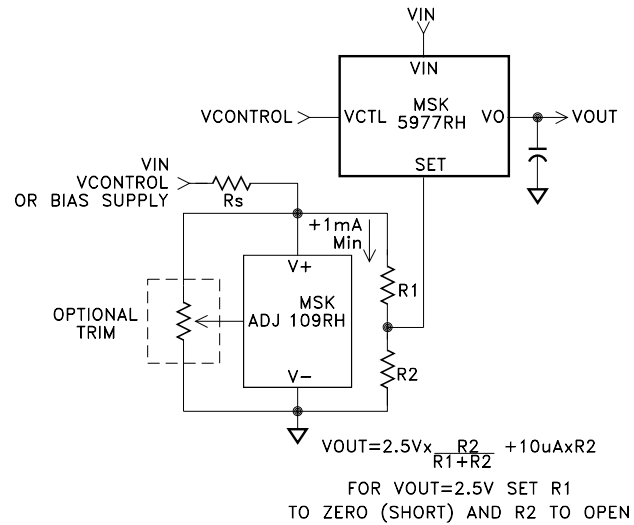 VIN
VIN
MSK
5977RH
VCONTROL
VCTL
VO
VOUT
SET
VIN
VCONTROL
OR BIAS SUPPLY
Rs
+1mA
Min
V+
R1
OPTIONAL
TRIM
ADJ
MSK
109RH
V-
R2
VOUT=2.5Vx R2/R1+R2 +10uAxR2
FOR VOUT=2.5V SET R1
TO ZERO (SHORT) AND R2 TO OPEN